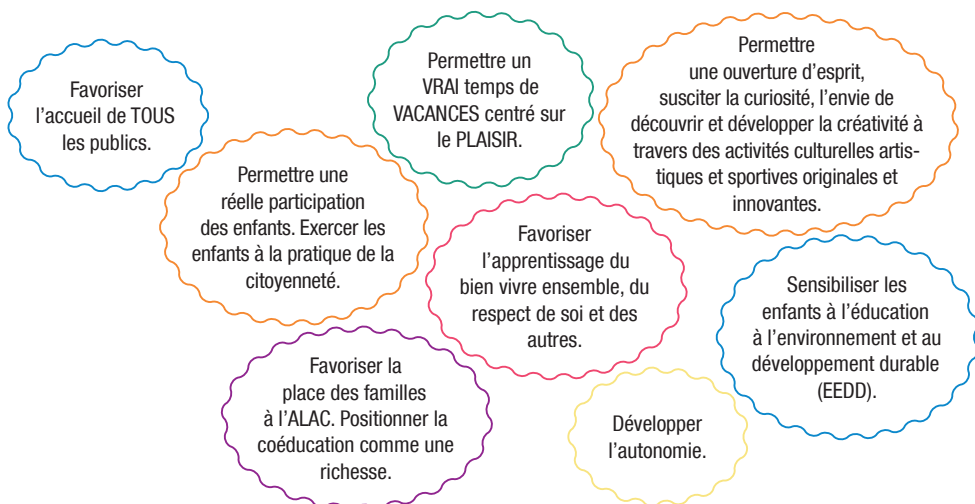 Favoriser
l'accueil de TOUS
les publics.
Permettre un
VRAI temps de
VACANCES centré sur
le PLAISIR.
Permettre
une ouverture d'esprit,
susciter la curiosité, l'envie de
découvrir et développer la créativité à
travers des activités culturelles artis-
tiques et sportives originales et
innovantes.
Permettre une
réelle participation
des enfants. Exercer les
enfants à la pratique de la
citoyenneté.
Favoriser
l'apprentissage du
bien vivre ensemble, du
respect de soi et des
autres.
Sensibiliser les
enfants à l'éducation
à l'environnement et au
développement durable
(EEDD).
Favoriser la
place des familles
à l'ALAC. Positionner la
coéducation comme une
richesse.
Développer
l'autonomie.